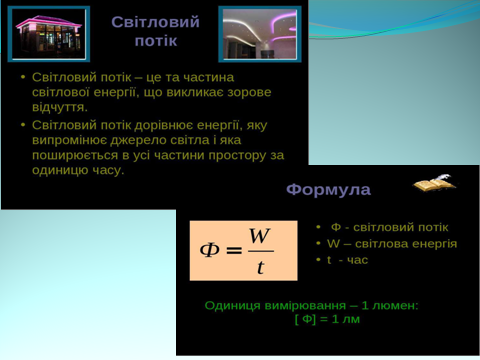 Світловий
потік
• Світловий потік – це та частина
світлової енергії, що викликає зорове
відчуття.
• Світловий потік дорівнює енергії, яку
випромінює джерело світла і яка
поширюється в усі частини простору за
одиницю часу.
Формула
Ф = W/t
• Ф - світловий потік
• W – світлова енергія
• t - час
Одиниця вимірювання – 1 люмен:
[ Ф] = 1 лм